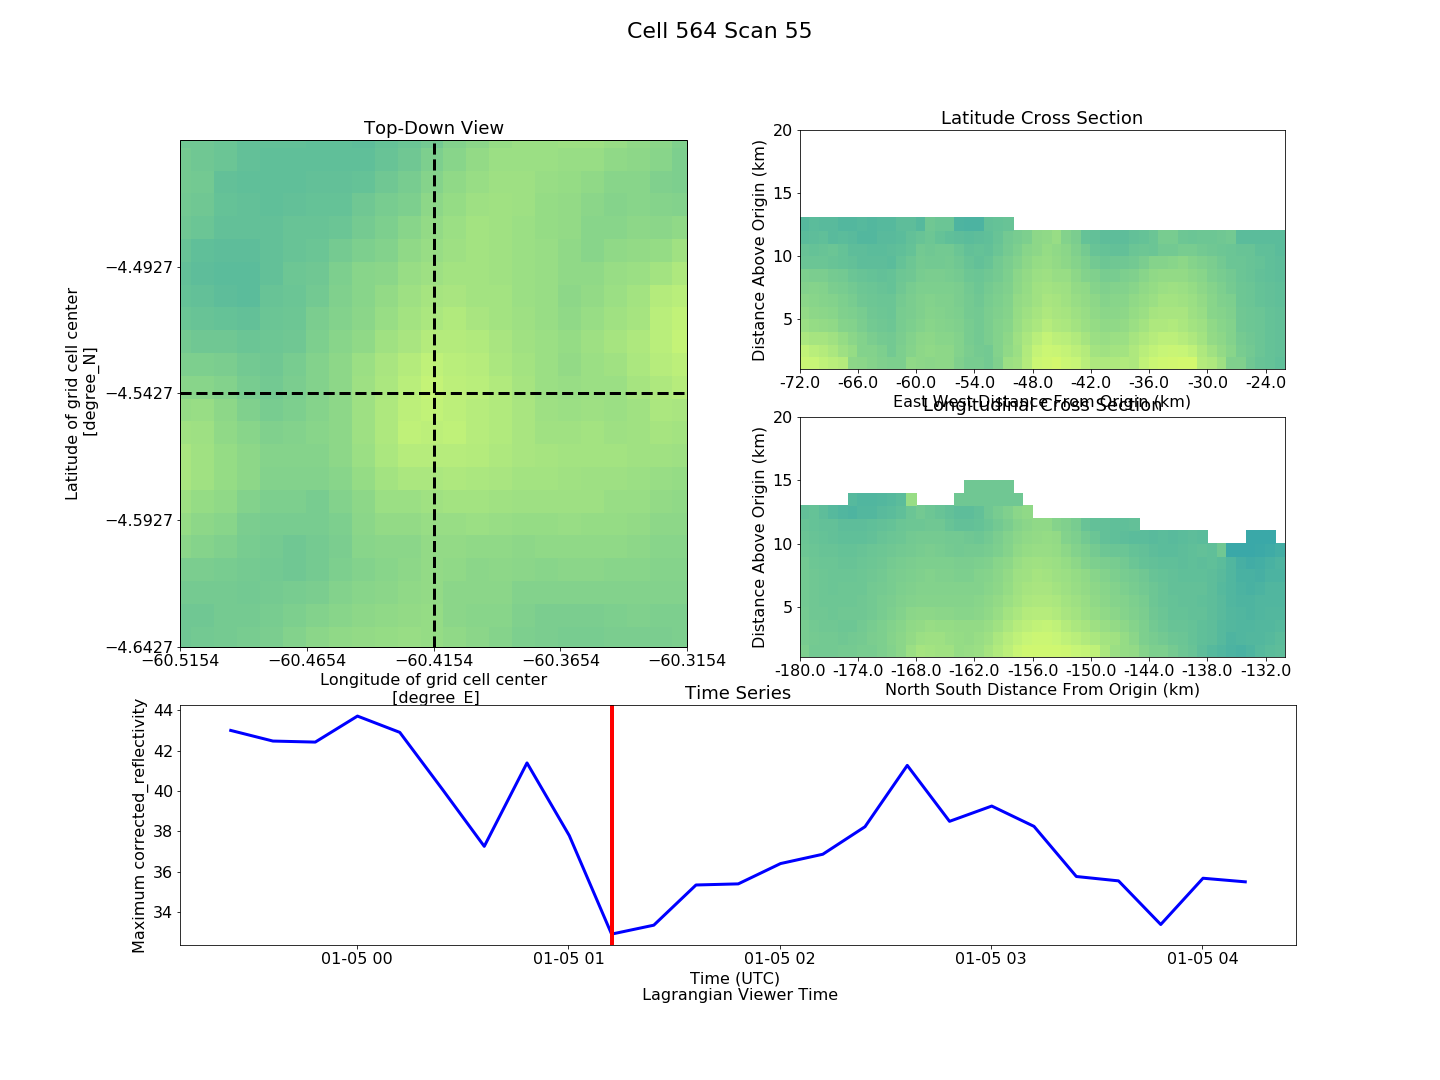 Cell 564 Scan 55
Top-Down View
Latitude of grid cell center
[degree_N]
−4.4927
−4.5427
−4.5927
−4.6427
−60.5154
−60.4654
−60.4154
−60.3654
−60.3154
Longitude of grid cell center
[degree_E]
Latitude Cross Section
Distance Above Origin (km)
20
15
10
5
-72.0
-66.0
-60.0
-54.0
-48.0
-42.0
-36.0
-30.0
-24.0
East West Distance From Origin (km)
Longitudinal Cross Section
Distance Above Origin (km)
20
15
10
5
-180.0
-174.0
-168.0
-162.0
-156.0
-150.0
-144.0
-138.0
-132.0
North South Distance From Origin (km)
Time Series
Maximum corrected_reflectivity
44
42
40
38
36
34
01-05 00
01-05 01
01-05 02
01-05 03
01-05 04
Time (UTC)
Lagrangian Viewer Time